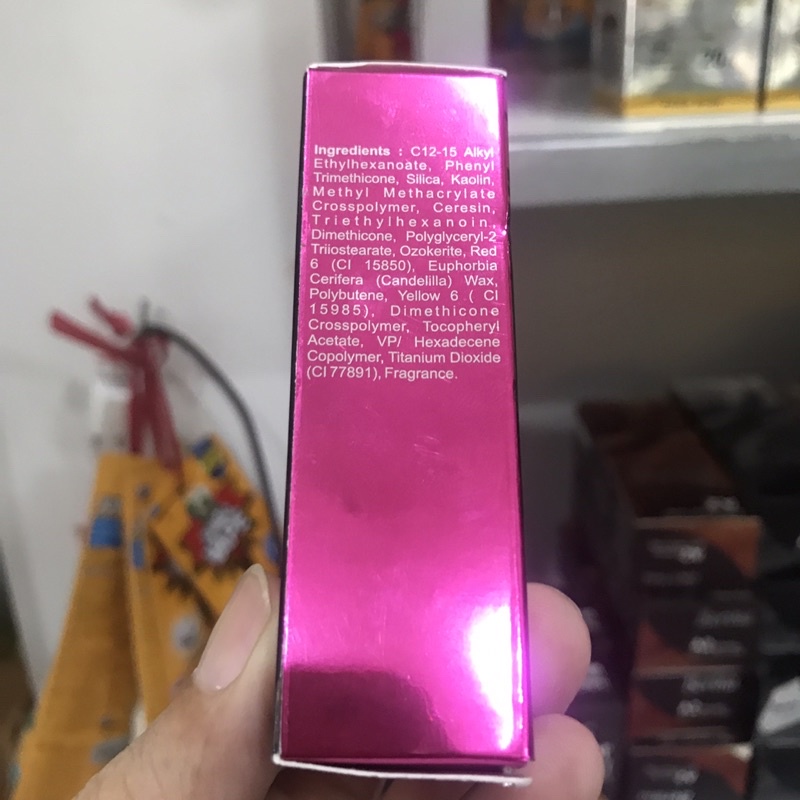 Ingredients : C12-15 Alkyl
Ethylhexanoate, Phenyl
Trimethicone, Silica, Kaolin,
Methyl Methacrylate
Crosspolymer, Ceresin,
Triethylhexanoin,
Dimethicone, Polyglyceryl-2
Triiostearate, Ozokerite, Red
6 (CI 15850), Euphorbia
Cerifera (Candelilla) Wax,
Polybutene, Yellow 6 ( CI
15985), Dimethicone
Crosspolymer, Tocopheryl
Acetate, VP/ Hexadecene
Copolymer, Titanium Dioxide
(CI 77891), Fragrance.